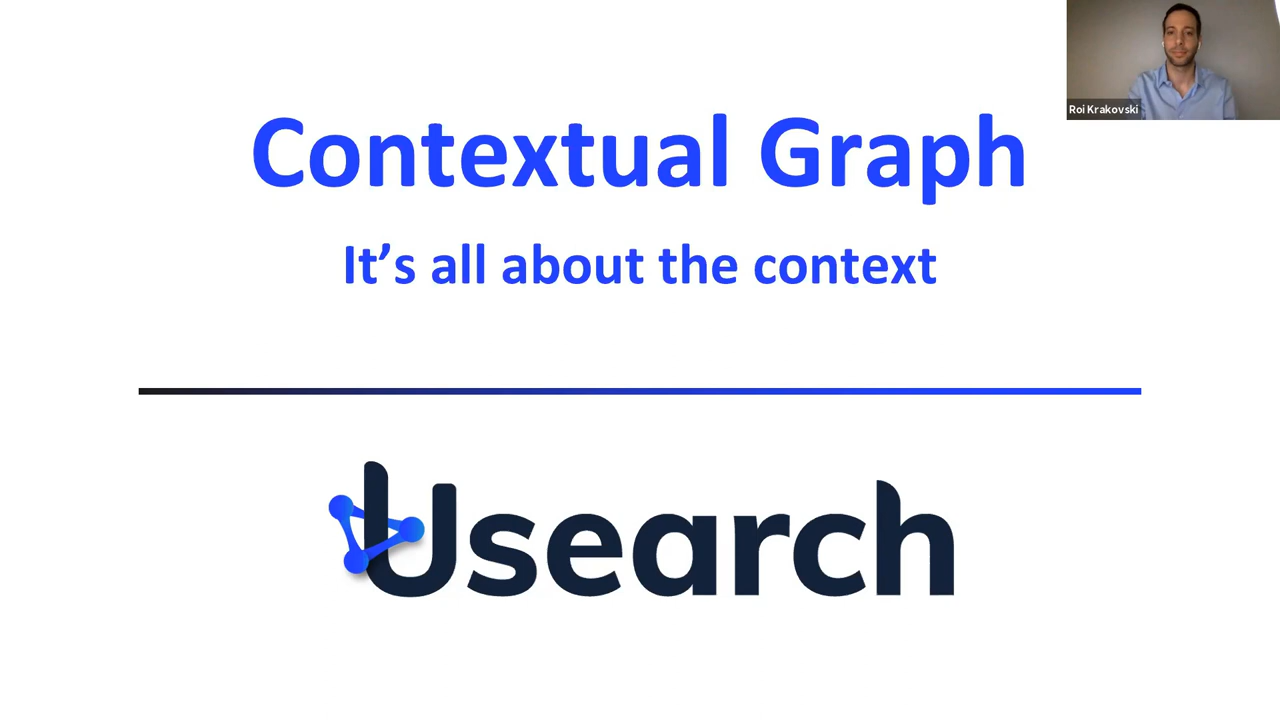 Contextual Graph
It’s all about the context
Usearch
Roi Krakovski